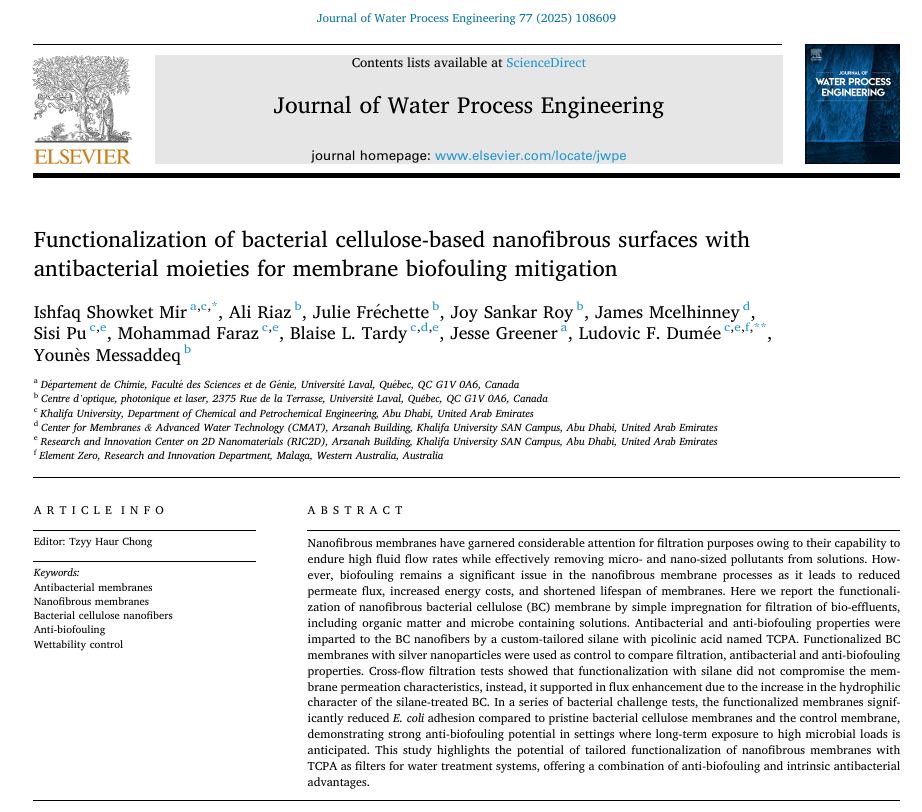 Journal of Water Process Engineering 77 (2025) 108609
Contents lists available at ScienceDirect
Journal of Water Process Engineering
journal homepage: www.elsevier.com/locate/jwpe
ELSEVIER
JOURNAL OF
WATER PROCESS
ENGINEERING
Functionalization of bacterial cellulose-based nanofibrous surfaces with
antibacterial moieties for membrane biofouling mitigation
Ishfaq Showket Mir a,c,*, Ali Riaz b, Julie Fréchette b, Joy Sankar Roy b, James Mcelhinney d,
Sisi Pu c,e, Mohammad Faraz c,e, Blaise L. Tardy c,d,e, Jesse Greener a, Ludovic F. Dumée c,e,f,**,
Younès Messaddeq b
a Département de Chimie, Faculté des Sciences et de Génie, Université Laval, Québec, QC G1V 0A6, Canada
b Centre d'optique, photonique et laser, 2375 Rue de la Terrasse, Université Laval, Québec, QC G1V 0A6, Canada
c Khalifa University, Department of Chemical and Petrochemical Engineering, Abu Dhabi, United Arab Emirates
d Center for Membranes & Advanced Water Technology (CMAT), Arzanah Building, Khalifa University SAN Campus, Abu Dhabi, United Arab Emirates
e Research and Innovation Center on 2D Nanomaterials (RIC2D), Arzanah Building, Khalifa University SAN Campus, Abu Dhabi, United Arab Emirates
f Element Zero, Research and Innovation Department, Malaga, Western Australia, Australia
ARTICLE INFO
Editor: Tzyy Haur Chong
Keywords:
Antibacterial membranes
Nanofibrous membranes
Bacterial cellulose nanofibers
Anti-biofouling
Wettability control
ABSTRACT
Nanofibrous membranes have garnered considerable attention for filtration purposes owing to their capability to
endure high fluid flow rates while effectively removing micro- and nano-sized pollutants from solutions. How-
ever, biofouling remains a significant issue in the nanofibrous membrane processes as it leads to reduced
permeate flux, increased energy costs, and shortened lifespan of membranes. Here we report the functionali-
zation of nanofibrous bacterial cellulose (BC) membrane by simple impregnation for filtration of bio-effluents,
including organic matter and microbe containing solutions. Antibacterial and anti-biofouling properties were
imparted to the BC nanofibers by a custom-tailored silane with picolinic acid named TCPA. Functionalized BC
membranes with silver nanoparticles were used as control to compare filtration, antibacterial and anti-biofouling
properties. Cross-flow filtration tests showed that functionalization with silane did not compromise the mem-
brane permeation characteristics, instead, it supported in flux enhancement due to the increase in the hydrophilic
character of the silane-treated BC. In a series of bacterial challenge tests, the functionalized membranes signif-
icantly reduced E. coli adhesion compared to pristine bacterial cellulose membranes and the control membrane,
demonstrating strong anti-biofouling potential in settings where long-term exposure to high microbial loads is
anticipated. This study highlights the potential of tailored functionalization of nanofibrous membranes with
TCPA as filters for water treatment systems, offering a combination of anti-biofouling and intrinsic antibacterial
advantages.